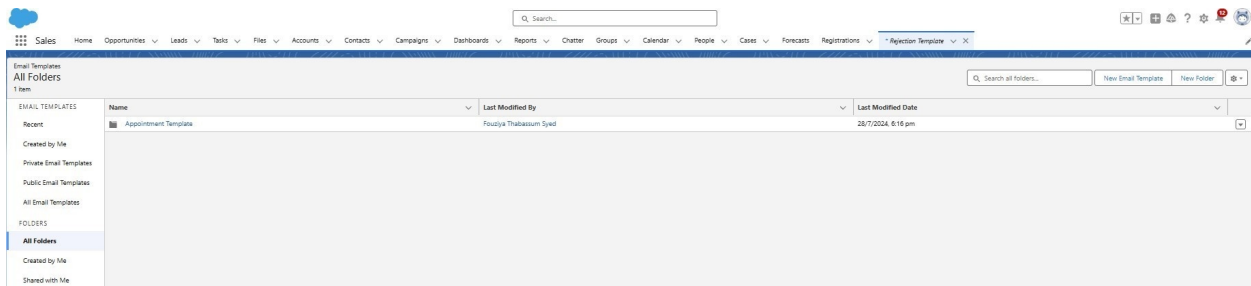 Search...
12
Sales Home Opportunities Leads Tasks Files Accounts Contacts Campaigns Dashboards Reports Chatter Groups Calendar People Cases Forecasts Registrations * Rejection Template
Email Templates
All Folders
1 item
Search all folders...
New Email Template New Folder
EMAIL TEMPLATES
Name Last Modified By Last Modified Date
Recent
Appointment Template Fouziya Thabassum Syed 28/7/2024, 6:16 pm
Created by Me
Private Email Templates
Public Email Templates
All Email Templates
FOLDERS
All Folders
Created by Me
Shared with Me